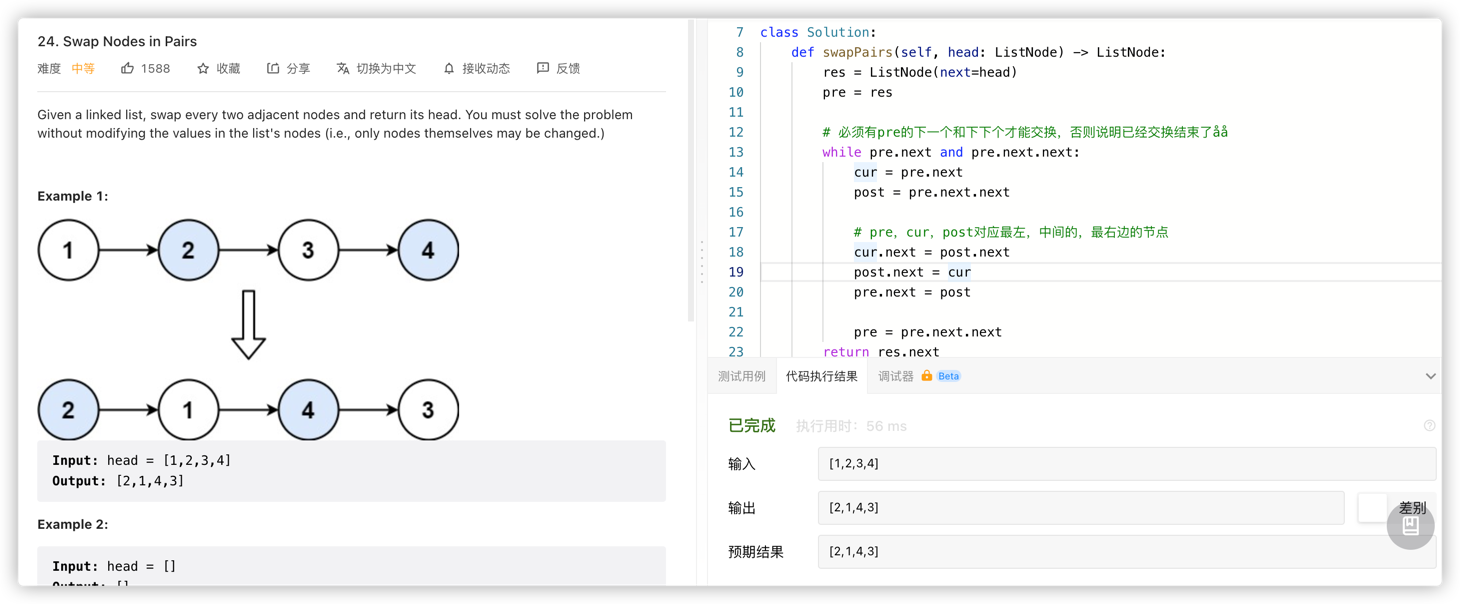 24. Swap Nodes in Pairs
难度 中等 1588 收藏 分享 切换为中文 接收动态 反馈
Given a linked list, swap every two adjacent nodes and return its head. You must solve the problem
without modifying the values in the list's nodes (i.e., only nodes themselves may be changed.)
Example 1:
1 2 3 4
2 1 4 3
Input: head = [1,2,3,4]
Output: [2,1,4,3]
Example 2:
Input: head = []
Output: []
7 class Solution:
8 def swapPairs(self, head: ListNode) -> ListNode:
9 res = ListNode(next=head)
10 pre = res
11
12 # 必须有pre的下一个和下下个才能交换，否则说明已经交换结束了åå
13 while pre.next and pre.next.next:
14 cur = pre.next
15 post = pre.next.next
16
17 # pre，cur，post对应最左，中间的，最右边的节点
18 cur.next = post.next
19 post.next = cur
20 pre.next = post
21
22 pre = pre.next.next
23 return res.next
测试用例 代码执行结果 调试器 Beta
已完成 执行用时：56 ms
输入 [1,2,3,4]
输出 [2,1,4,3] 差别
预期结果 [2,1,4,3]